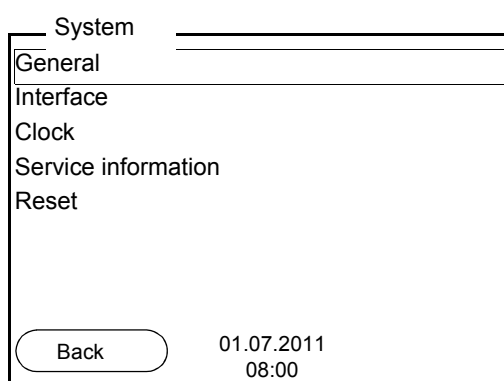 System
General
Interface
Clock
Service information
Reset
Back
01.07.2011
08:00